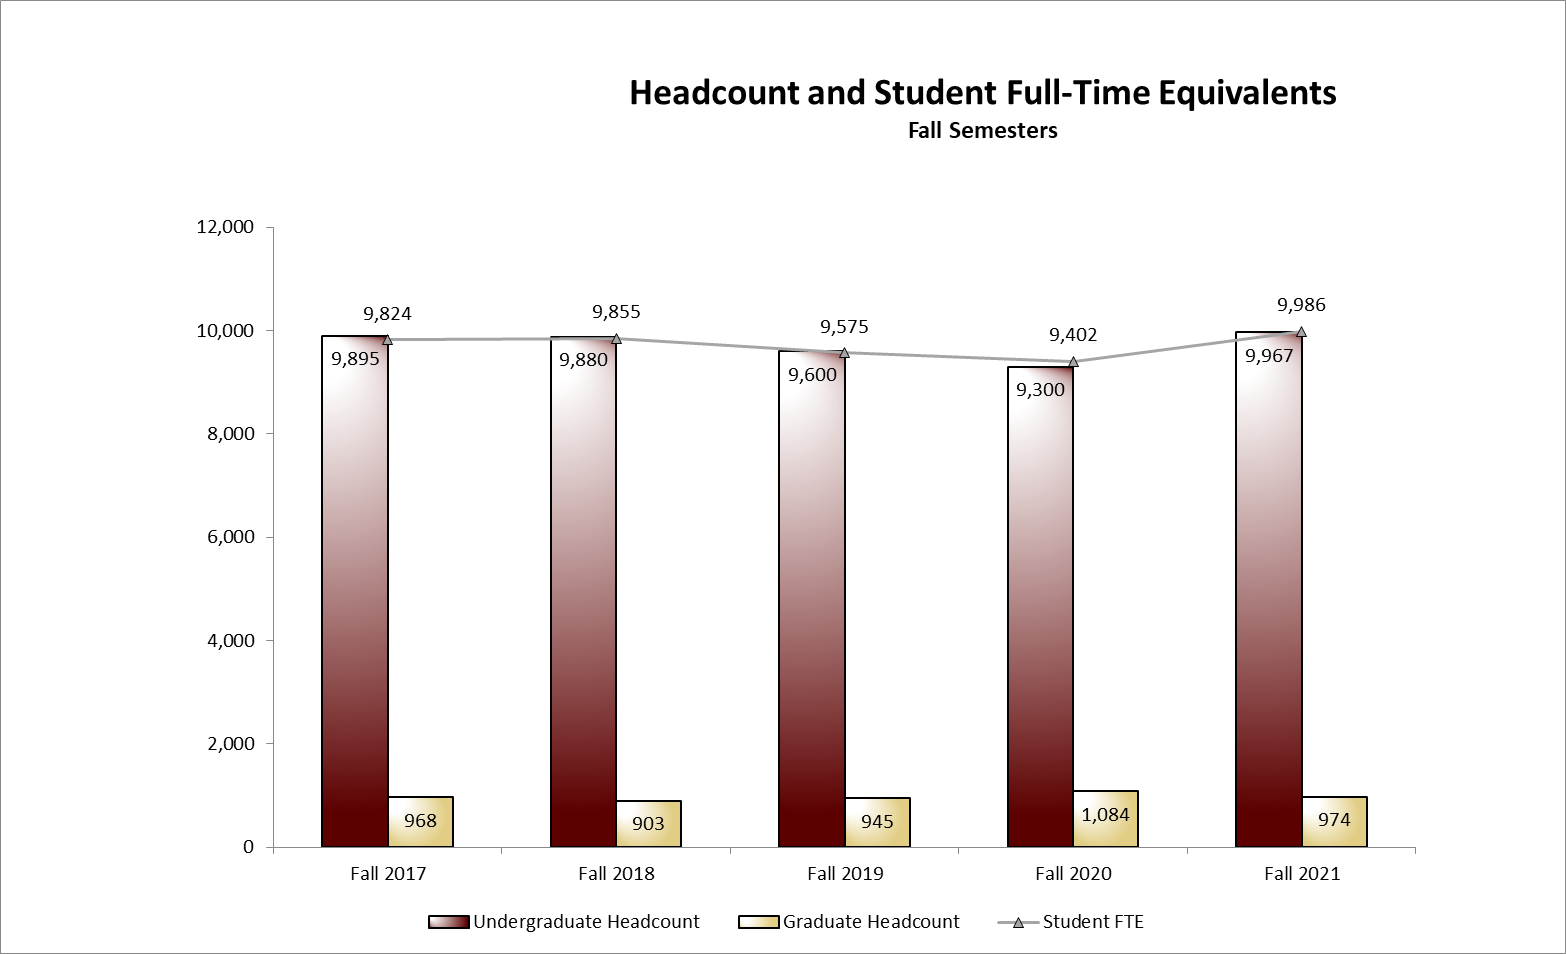 Headcount and Student Full-Time Equivalents
Fall Semesters
12,000
10,000
8,000
6,000
4,000
2,000
0
9,824
9,855
9,575
9,402
9,986
9,895
9,880
9,600
9,300
9,967
968
903
945
1,084
974
Fall 2017
Fall 2018
Fall 2019
Fall 2020
Fall 2021
Undergraduate Headcount
Graduate Headcount
Student FTE